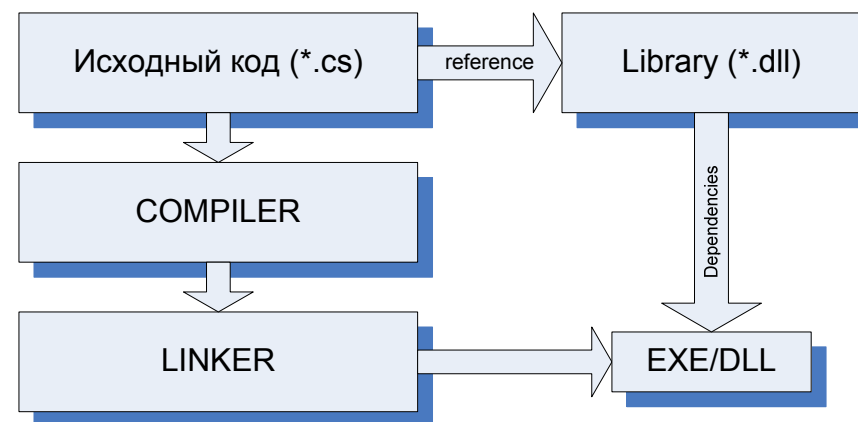 Исходный код (*.cs)
reference
Library (*.dll)
COMPILER
Dependencies
LINKER
EXE/DLL